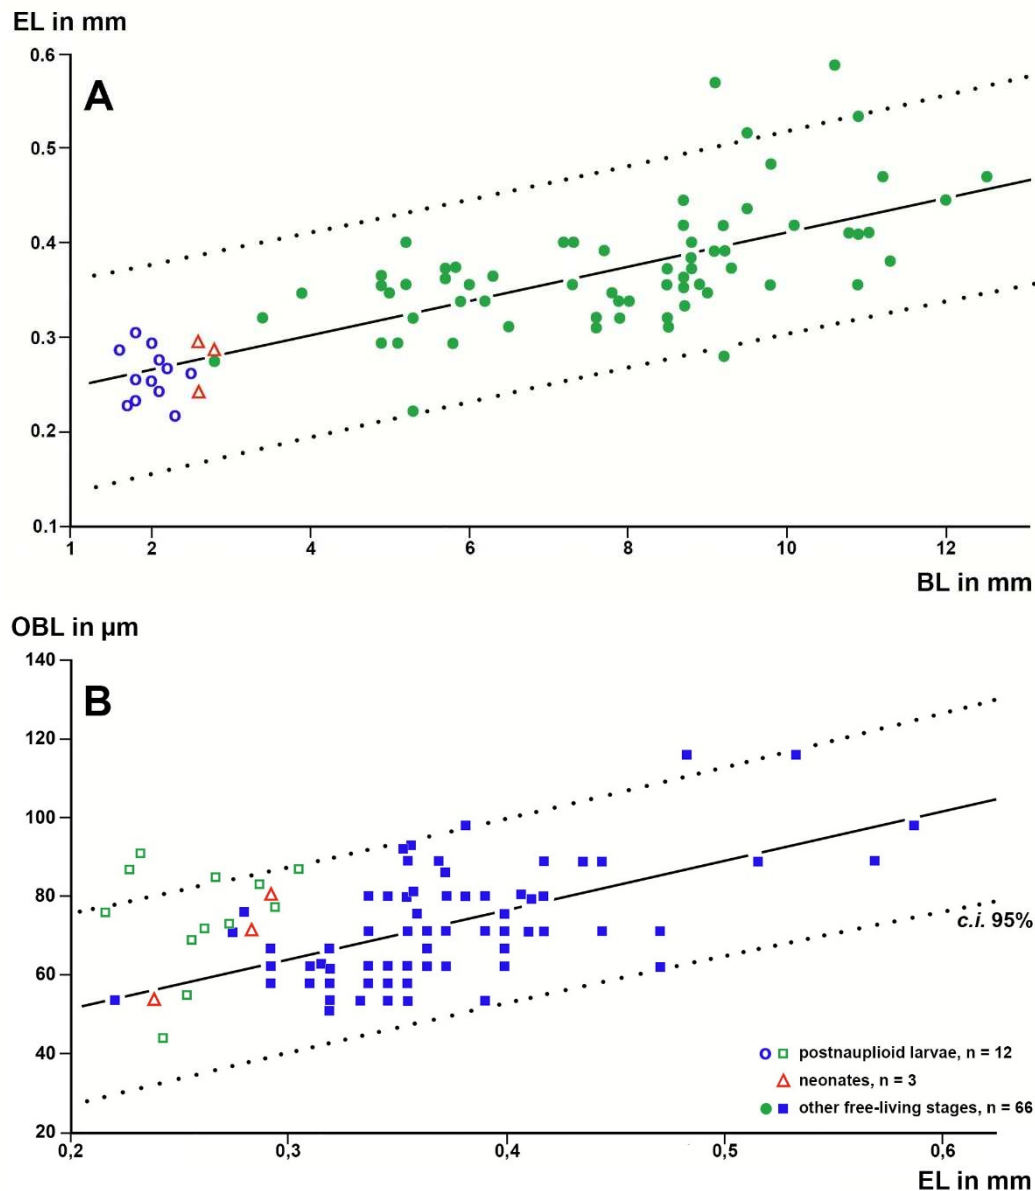 EL in mm
A
0.6
0.5
0.4
0.3
0.2
0.1
1 2 4 6 8 10 12
BL in mm
OBL in µm
B
140
120
100
80
60
40
20
c.i. 95%
postnauplioid larvae, n = 12
neonates, n = 3
other free-living stages, n = 66
0,2 0,3 0,4 0,5 0,6
EL in mm